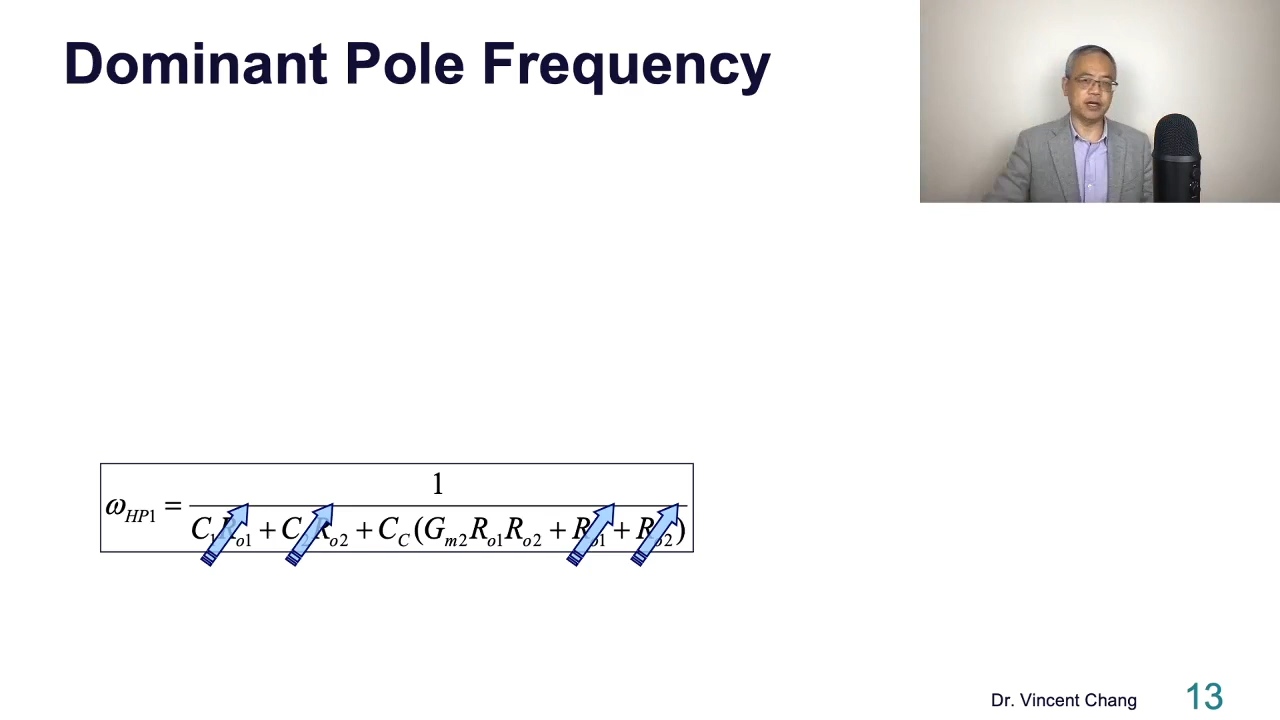 Dominant Pole Frequency
ω_HP1 = 1 / (C_1 R_o1 + C_2 R_o2 + C_C (G_m2 R_o1 R_o2 + R_o1 + R_o2))
Dr. Vincent Chang 13